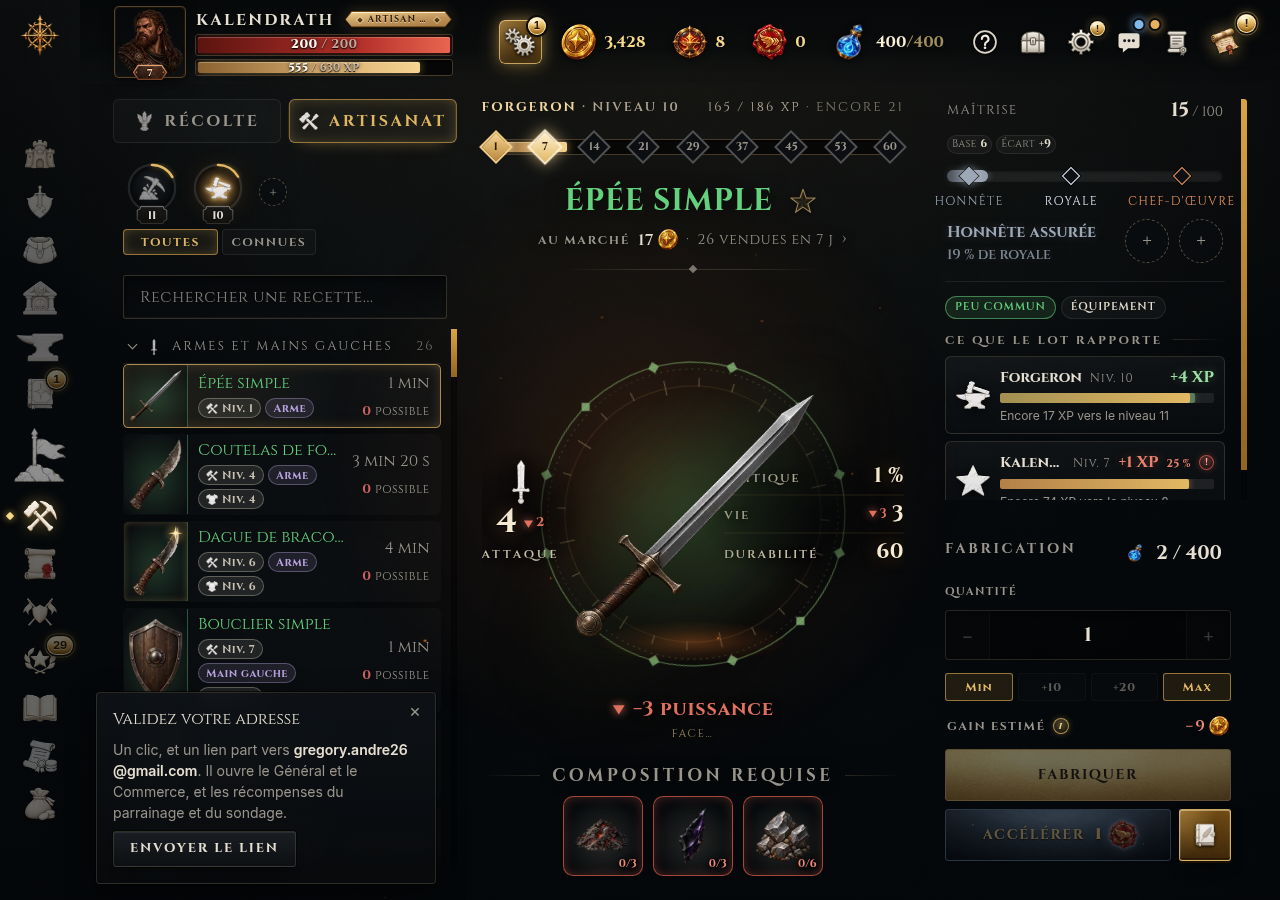 KALENDRATH
ARTISAN ...
200 / 200
555 / 630 XP
7
1
3,428
8
0
400/400
!
!
RÉCOLTE
ARTISANAT
11
10
+
TOUTES
CONNUES
RECHERCHER UNE RECETTE...
ARMES ET MAINS GAUCHES 26
ÉPÉE SIMPLE
1 MIN
NIV. 1
ARME
0 POSSIBLE
COUTELAS DE FO...
3 MIN 20 S
NIV. 4
ARME
NIV. 4
0 POSSIBLE
DAGUE DE BRACO...
4 MIN
NIV. 6
ARME
NIV. 6
0 POSSIBLE
BOUCLIER SIMPLE
1 MIN
NIV. 7
MAIN GAUCHE
0 POSSIBLE
1
29
VALIDEZ VOTRE ADRESSE
Un clic, et un lien part vers gregory.andre26
@gmail.com. Il ouvre le Général et le
Commerce, et les récompenses du
parrainage et du sondage.
ENVOYER LE LIEN
FORGERON · NIVEAU 10
165 / 186 XP · ENCORE 21
1 7 14 21 29 37 45 53 60
ÉPÉE SIMPLE
AU MARCHÉ 17 · 26 VENDUES EN 7 J ›
4 ▼2
ATTAQUE
TIQUE 1 %
VIE ▼3 3
DURABILITÉ 60
▼ −3 PUISSANCE
FACE...
COMPOSITION REQUISE
0/3
0/3
0/6
MAÎTRISE
15 / 100
BASE 6
ÉCART +9
HONNÊTE
ROYALE
CHEF-D'ŒUVRE
HONNÊTE ASSURÉE
19 % DE ROYALE
+
+
PEU COMMUN
ÉQUIPEMENT
CE QUE LE LOT RAPPORTE
FORGERON NIV. 10 +4 XP
Encore 17 XP vers le niveau 11
KALEN... NIV. 7 +1 XP 25 % !
Encore 74 XP vers le niveau 8
FABRICATION
2 / 400
QUANTITÉ
− 1 +
MIN
+10
+20
MAX
GAIN ESTIMÉ i
−9
FABRIQUER
ACCÉLÉRER 1